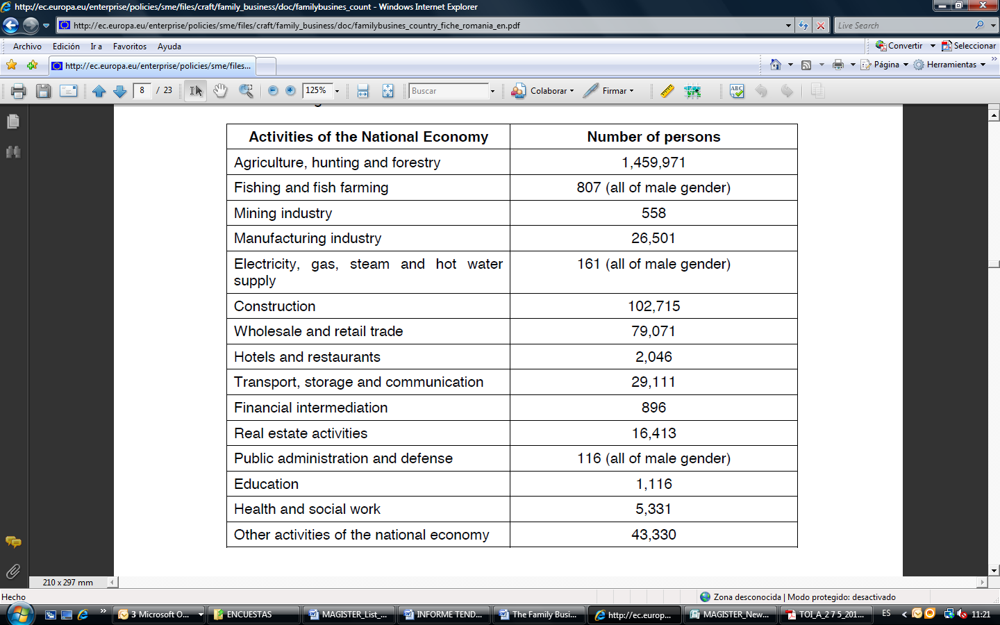 http://ec.europa.eu/enterprise/policies/sme/files/craft/family_business/doc/familybusines_count - Windows Internet Explorer
http://ec.europa.eu/enterprise/policies/sme/files/craft/family_business/doc/familybusines_country_fiche_romania_en.pdf
Live Search
Archivo Edición Ir a Favoritos Ayuda
Convertir Seleccionar
http://ec.europa.eu/enterprise/policies/sme/files...
Página Herramientas
8 / 23 125% Buscar Colaborar Firmar
Activities of the National Economy Number of persons
Agriculture, hunting and forestry 1,459,971
Fishing and fish farming 807 (all of male gender)
Mining industry 558
Manufacturing industry 26,501
Electricity, gas, steam and hot water 161 (all of male gender)
supply
Construction 102,715
Wholesale and retail trade 79,071
Hotels and restaurants 2,046
Transport, storage and communication 29,111
Financial intermediation 896
Real estate activities 16,413
Public administration and defense 116 (all of male gender)
Education 1,116
Health and social work 5,331
Other activities of the national economy 43,330
210 x 297 mm
Hecho Zona desconocida | Modo protegido: desactivado
3 Microsoft O... ENCUESTAS MAGISTER_List_... INFORME TEND... The Family Busi... http://ec.europ... MAGISTER_New... TOI_A_2 7 5_201... ES 11:21